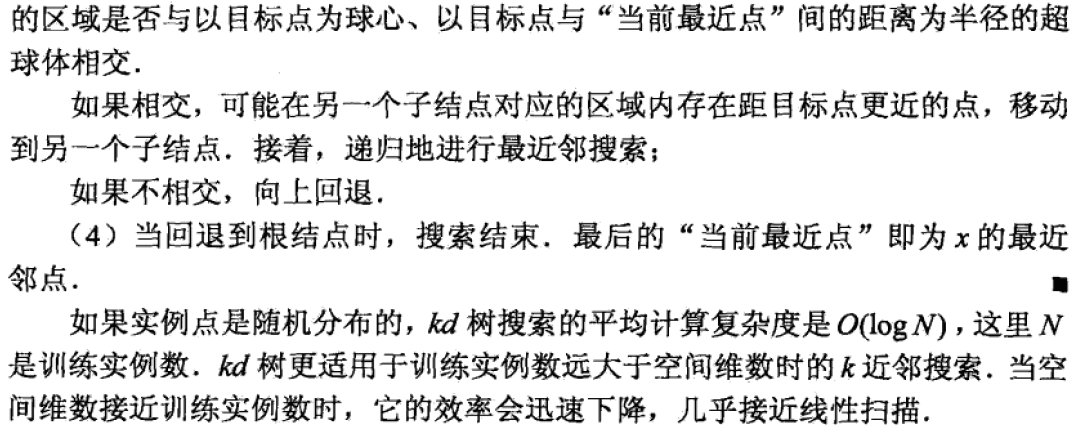 的区域是否与以目标点为球心、以目标点与“当前最近点”间的距离为半径的超
球体相交．
如果相交，可能在另一个子结点对应的区域内存在距目标点更近的点，移动
到另一个子结点．接着，递归地进行最近邻搜索；
如果不相交，向上回退．
（4）当回退到根结点时，搜索结束．最后的“当前最近点”即为 x 的最近
邻点．■
如果实例点是随机分布的，kd 树搜索的平均计算复杂度是 O(log N)，这里 N
是训练实例数．kd 树更适用于训练实例数远大于空间维数时的 k 近邻搜索．当空
间维数接近训练实例数时，它的效率会迅速下降，几乎接近线性扫描．